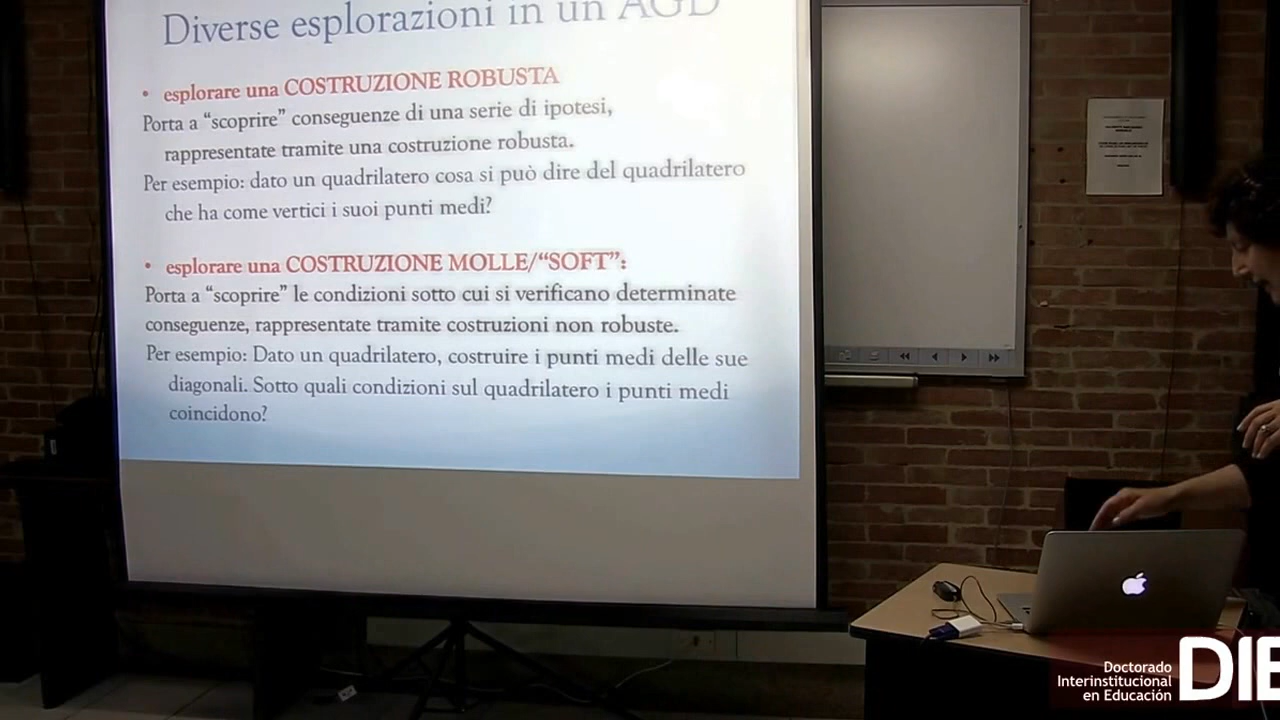 Diverse esplorazioni in un AGD
• esplorare una COSTRUZIONE ROBUSTA
Porta a “scoprire” conseguenze di una serie di ipotesi,
rappresentate tramite una costruzione robusta.
Per esempio: dato un quadrilatero cosa si può dire del quadrilatero
che ha come vertici i suoi punti medi?
• esplorare una COSTRUZIONE MOLLE/“SOFT”:
Porta a “scoprire” le condizioni sotto cui si verificano determinate
conseguenze, rappresentate tramite costruzioni non robuste.
Per esempio: Dato un quadrilatero, costruire i punti medi delle sue
diagonali. Sotto quali condizioni sul quadrilatero i punti medi
coincidono?
Doctorado
Interinstitucional
en Educación
DIE